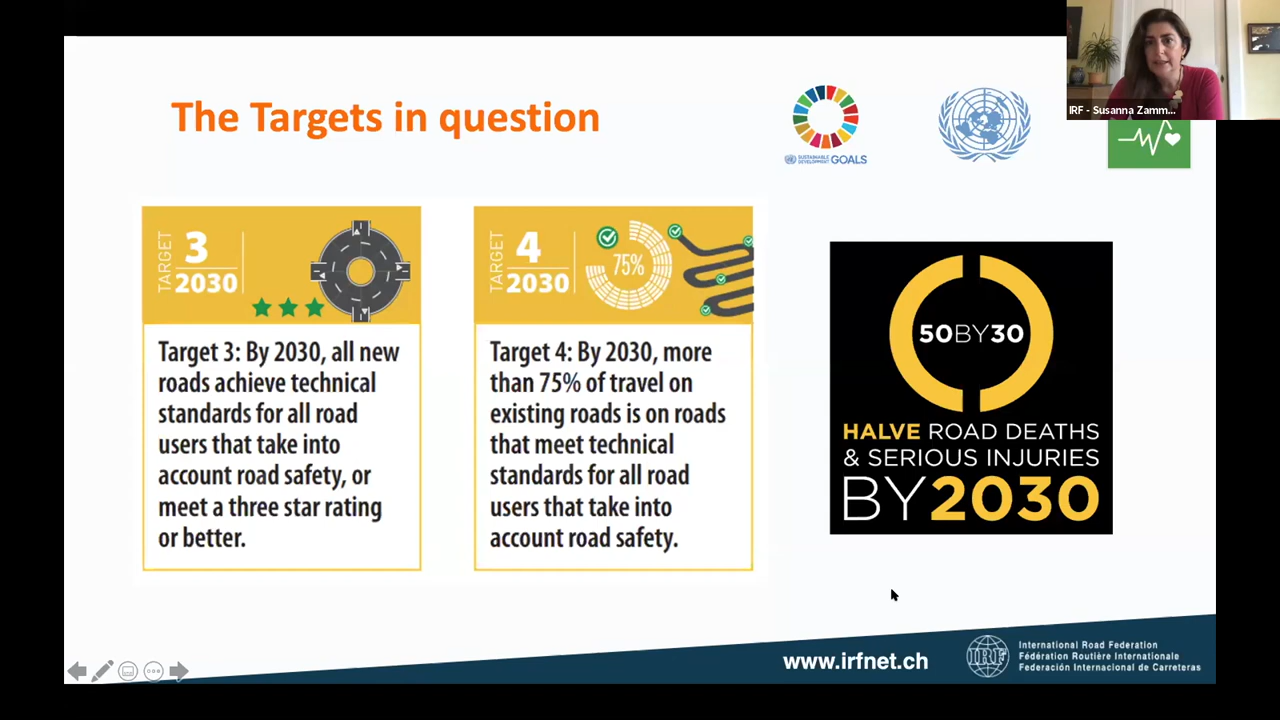 IRF - Susanna Zamm...
The Targets in question
SUSTAINABLE
DEVELOPMENT GOALS
TARGET 3
2030
Target 3: By 2030, all new
roads achieve technical
standards for all road
users that take into
account road safety, or
meet a three star rating
or better.
TARGET 4
2030
75%
Target 4: By 2030, more
than 75% of travel on
existing roads is on roads
that meet technical
standards for all road
users that take into
account road safety.
50BY30
HALVE ROAD DEATHS
& SERIOUS INJURIES
BY2030
www.irfnet.ch
IRF
International Road Federation
Fédération Routière Internationale
Federación Internacional de Carreteras